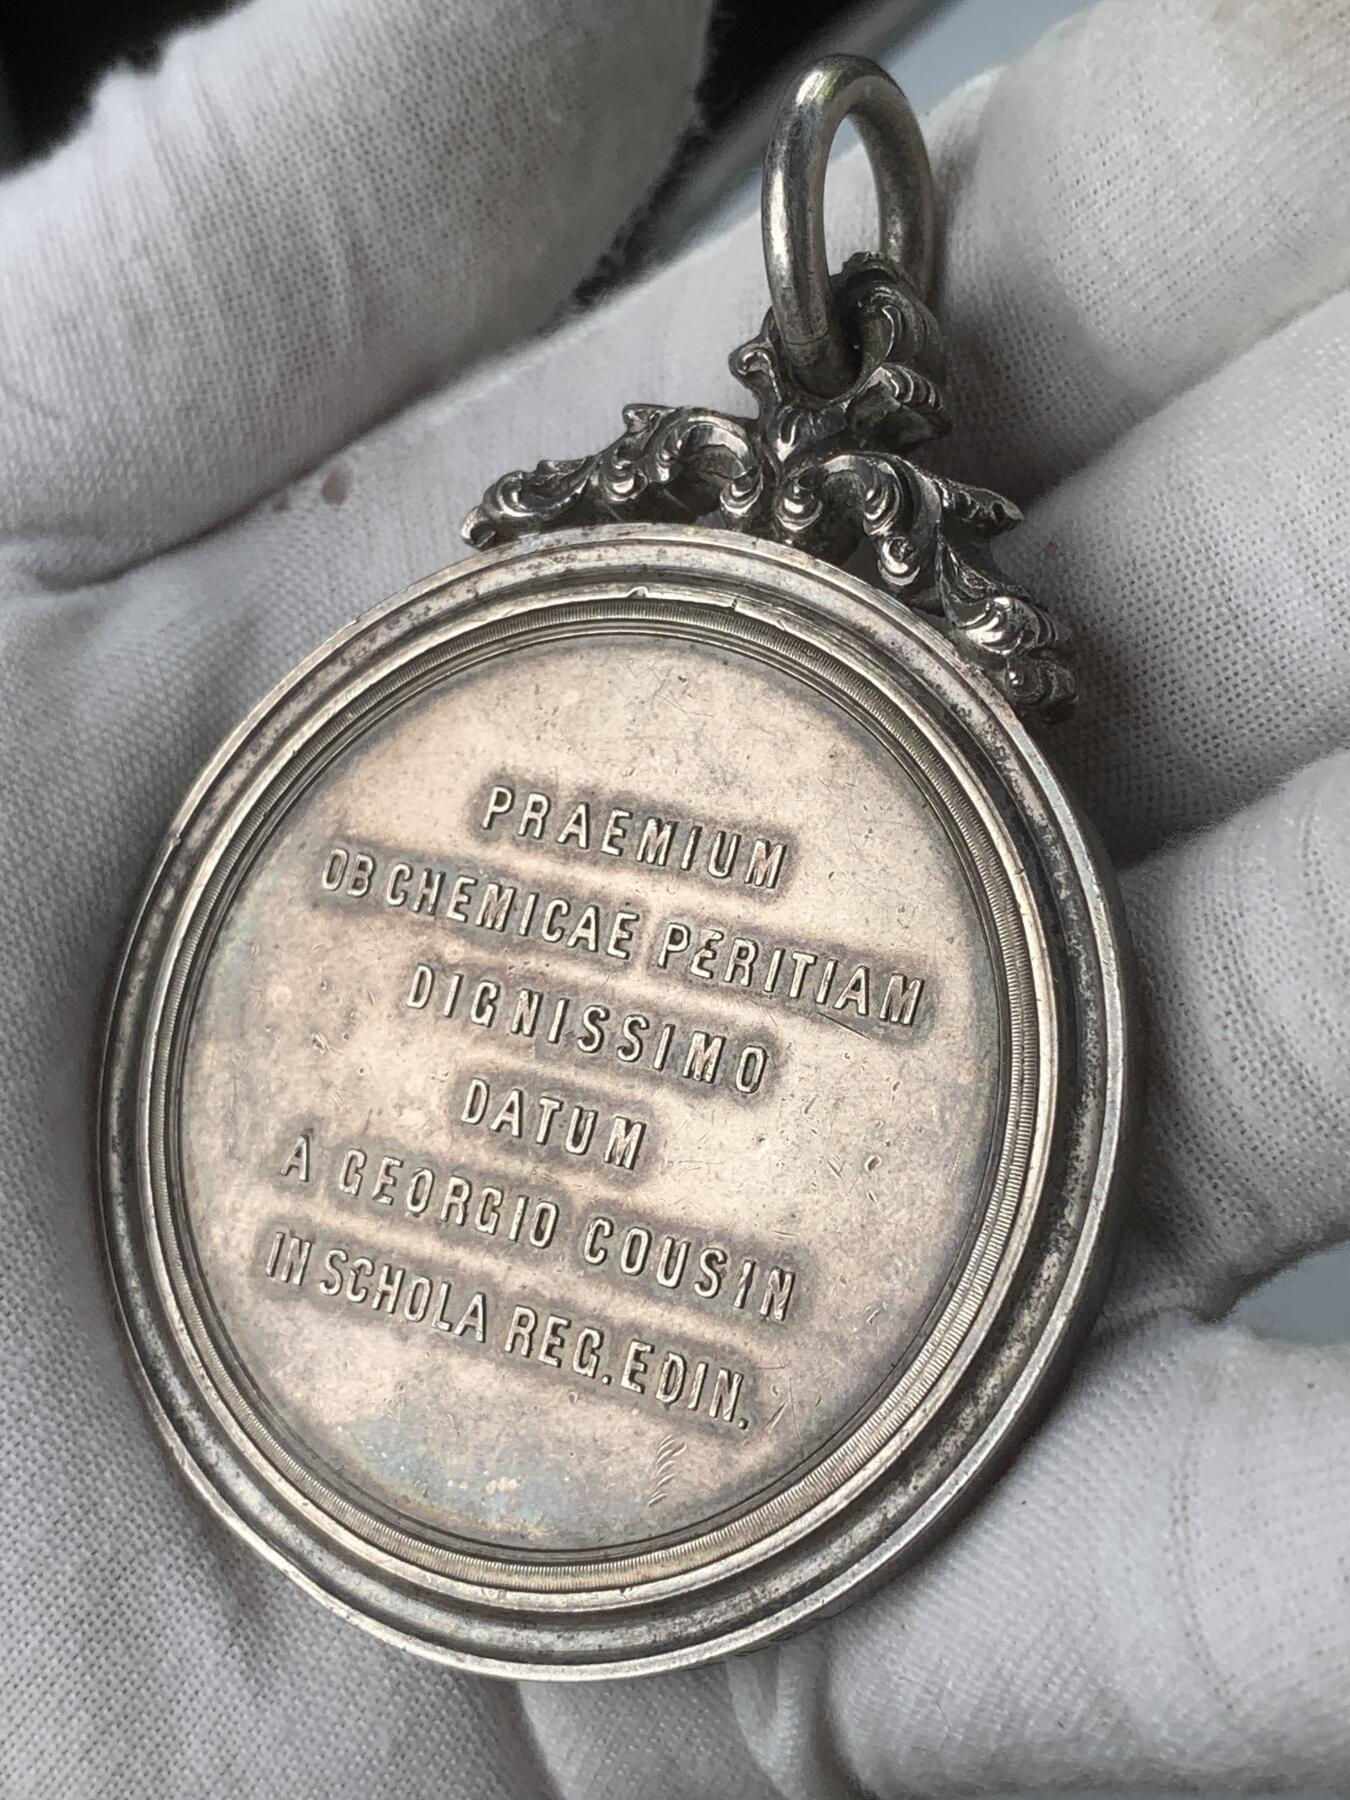 PRAEMIUM
OB CHEMICAE PERITIAM
DIGNISSIMO
DATUM
A GEORGIO COUSIN
IN SCHOLA REG. EDIN.